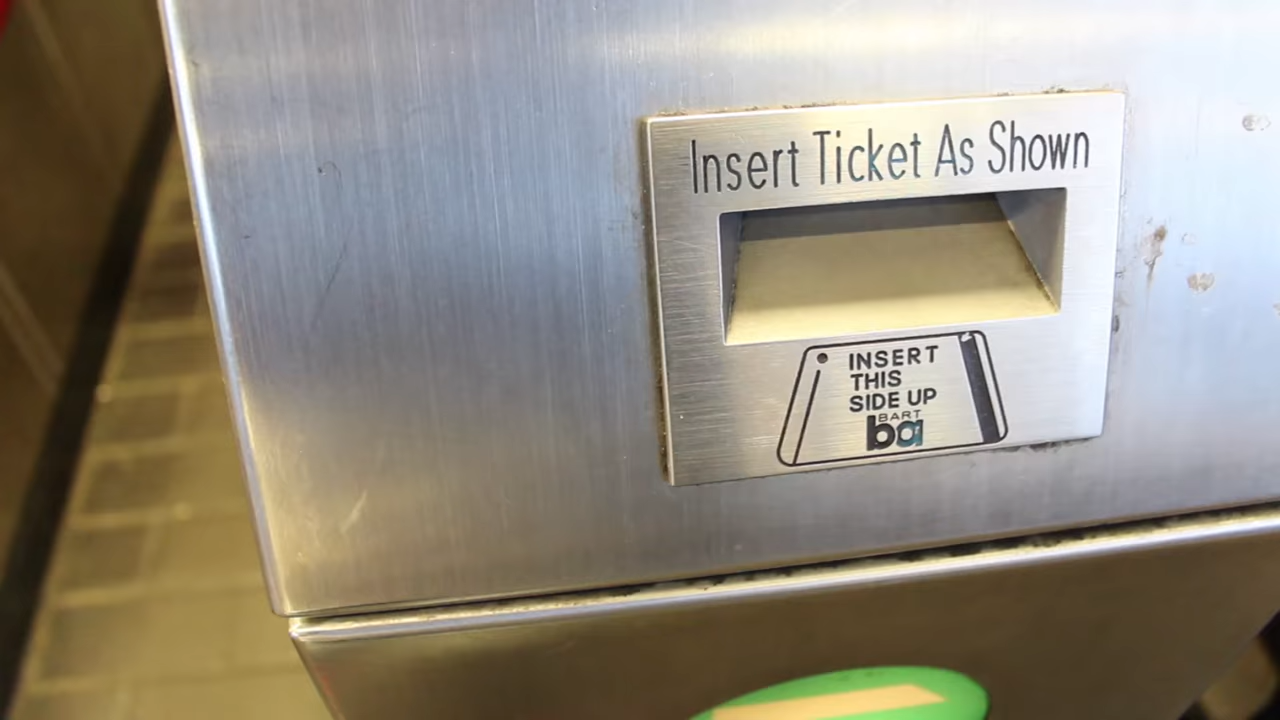 Insert Ticket As Shown
INSERT
THIS
SIDE UP
BART
ba